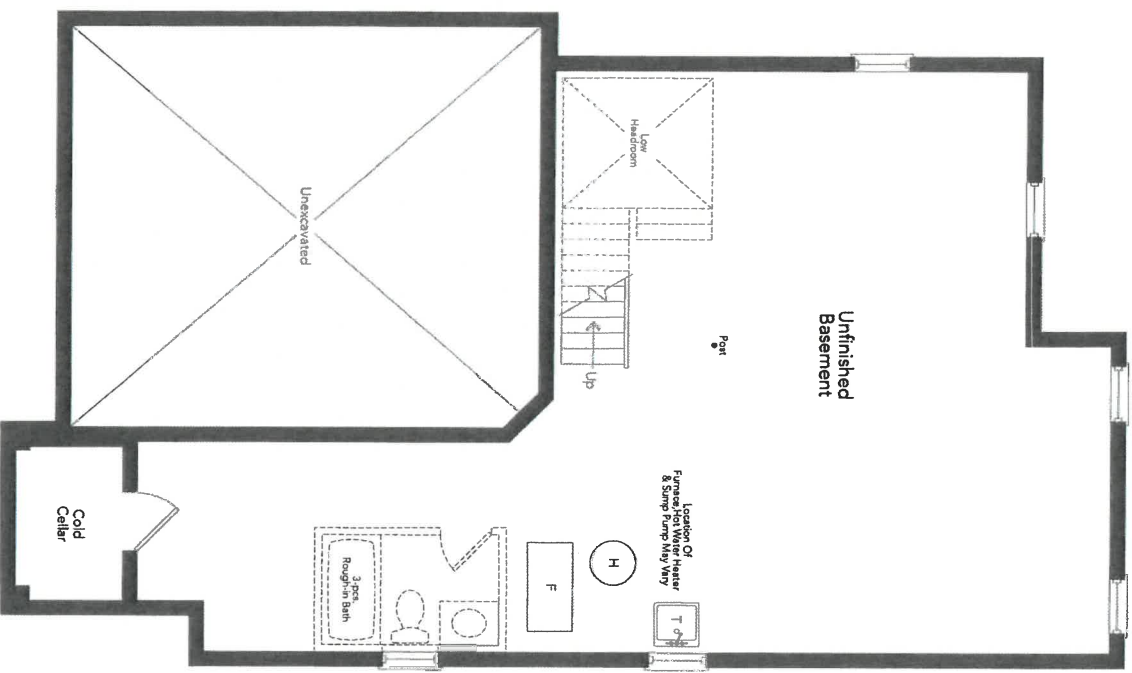 Unexcavated
Low
Headroom
Up
Post
Unfinished
Basement
Location Of
Furnace,Hot Water Heater
& Sump Pump May Vary
Cold
Cellar
3-pcs.
Rough-in Bath
F
H
T